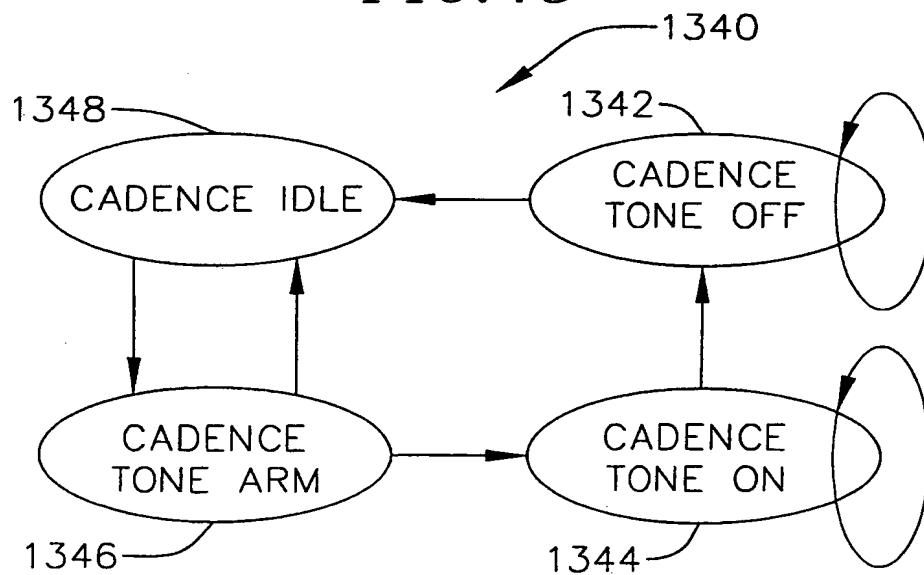 1340
1348
1342
CADENCE IDLE
CADENCE
TONE OFF
CADENCE
TONE ARM
CADENCE
TONE ON
1346
1344